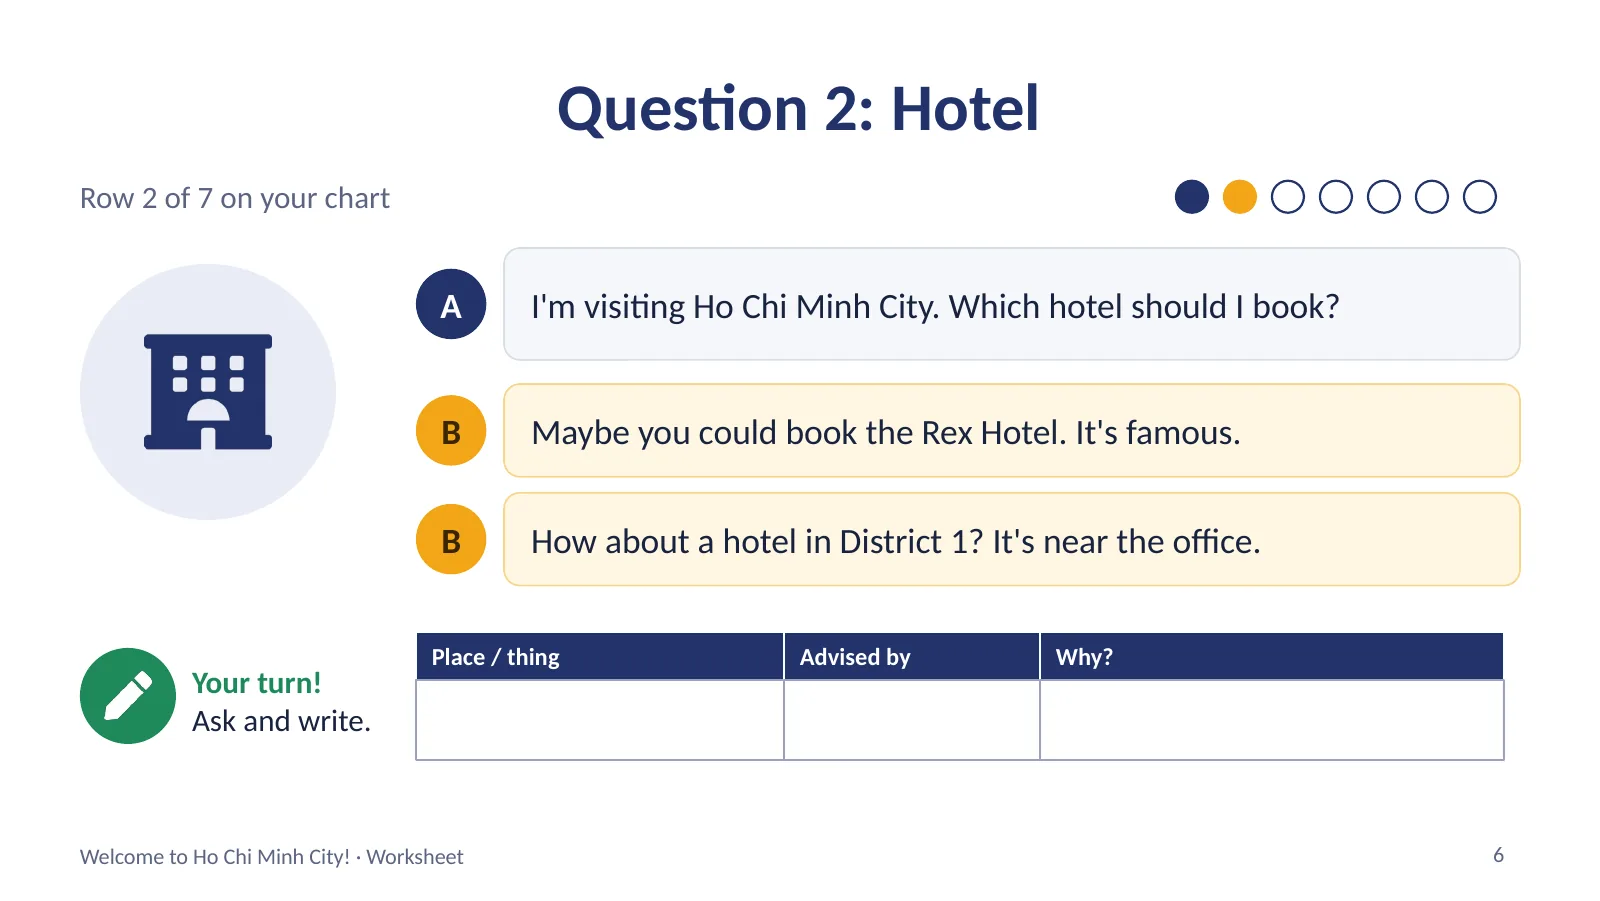 Question 2: Hotel
Row 2 of 7 on your chart
A
I'm visiting Ho Chi Minh City. Which hotel should I book?
B
Maybe you could book the Rex Hotel. It's famous.
B
How about a hotel in District 1? It's near the office.
Your turn!
Ask and write.
Place / thing
Advised by
Why?
Welcome to Ho Chi Minh City! · Worksheet
6